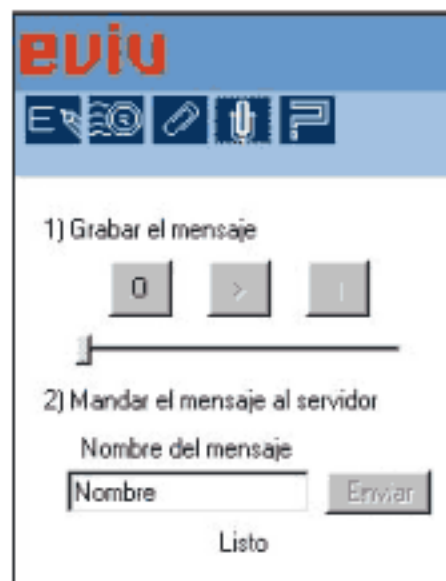 eviu
1) Grabar el mensaje
0 > |
2) Mandar el mensaje al servidor
Nombre del mensaje
Nombre Enviar
Listo